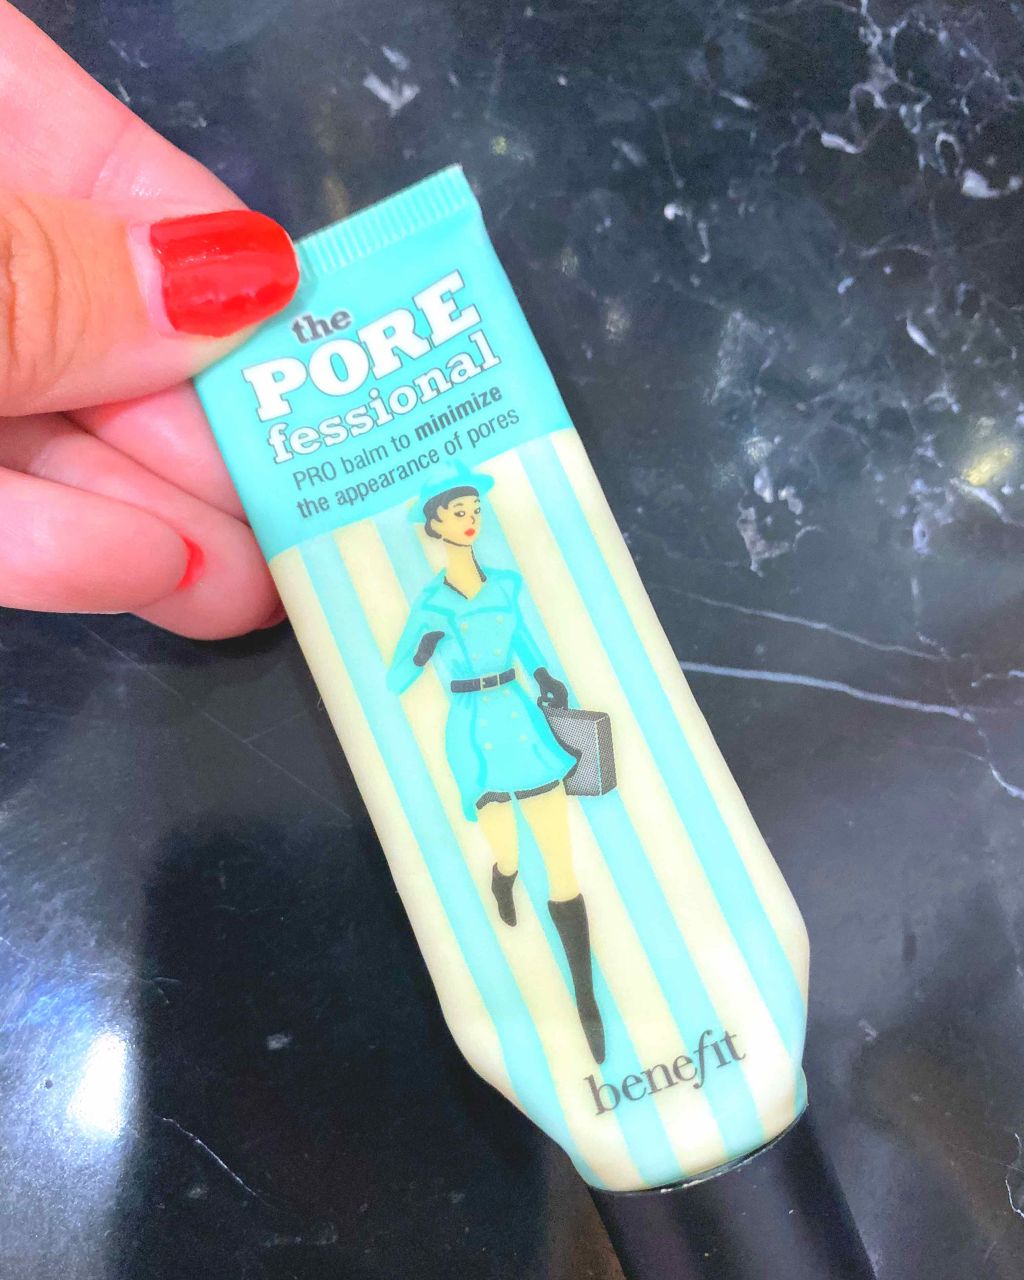 the
PORE
fessional
PRO balm to minimize
the appearance of pores
benefit